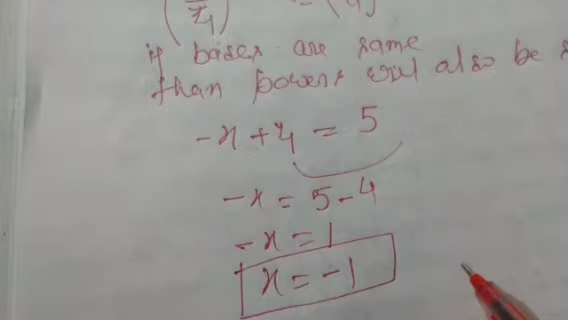 if bases are same
than powers will also be
-x+4 = 5
-x = 5-4
-x = 1
x = -1